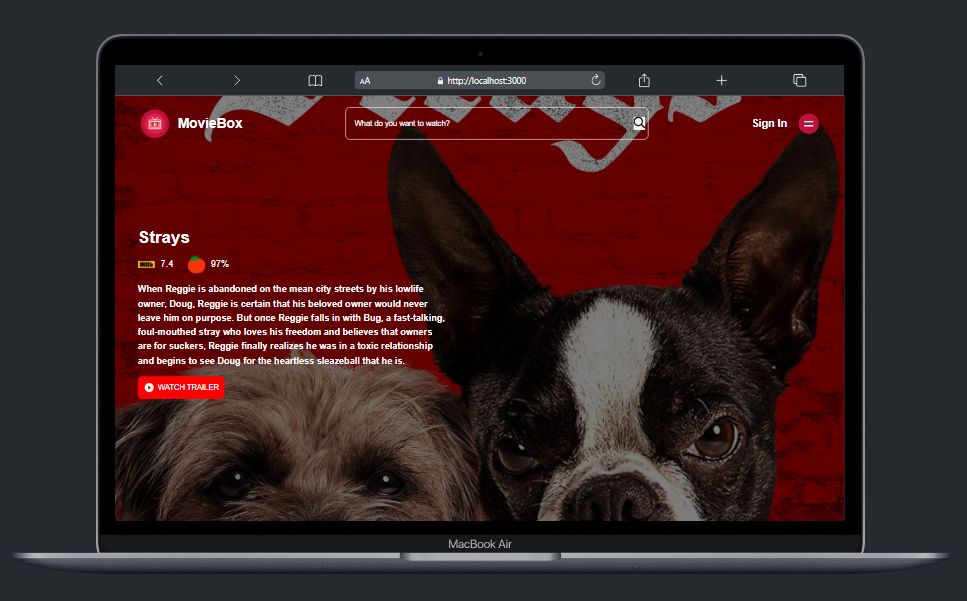 AA
http://localhost:3000
MovieBox
What do you want to watch?
Sign In
Strays
IMDb 7.4 97%
When Reggie is abandoned on the mean city streets by his lowlife
owner, Doug, Reggie is certain that his beloved owner would never
leave him on purpose. But once Reggie falls in with Bug, a fast-talking,
foul-mouthed stray who loves his freedom and believes that owners
are for suckers, Reggie finally realizes he was in a toxic relationship
and begins to see Doug for the heartless sleazeball that he is.
WATCH TRAILER
MacBook Air